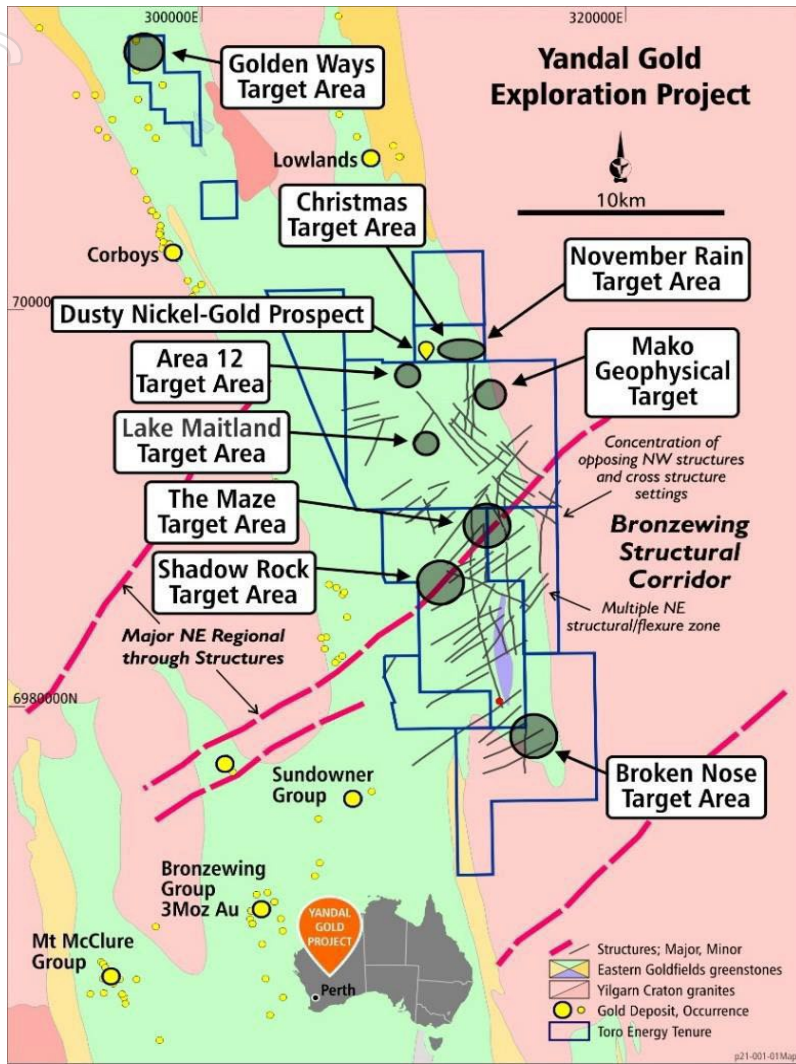 300000E
320000E
Golden Ways
Target Area
Yandal Gold
Exploration Project
Lowlands
10km
Christmas
Target Area
Corboys
November Rain
Target Area
70000
Dusty Nickel-Gold Prospect
Area 12
Target Area
Mako
Geophysical
Target
Lake Maitland
Target Area
Concentration of
opposing NW structures
and cross structure
settings
The Maze
Target Area
Bronzewing
Structural
Corridor
Shadow Rock
Target Area
Multiple NE
structural/flexure zone
Major NE Regional
through Structures
6980000N
Sundowner
Group
Broken Nose
Target Area
Bronzewing
Group
3Moz Au
YANDAL
GOLD
PROJECT
Mt McClure
Group
Perth
Structures; Major, Minor
Eastern Goldfields greenstones
Yilgarn Craton granites
Gold Deposit, Occurrence
Toro Energy Tenure
p21-001-01Map